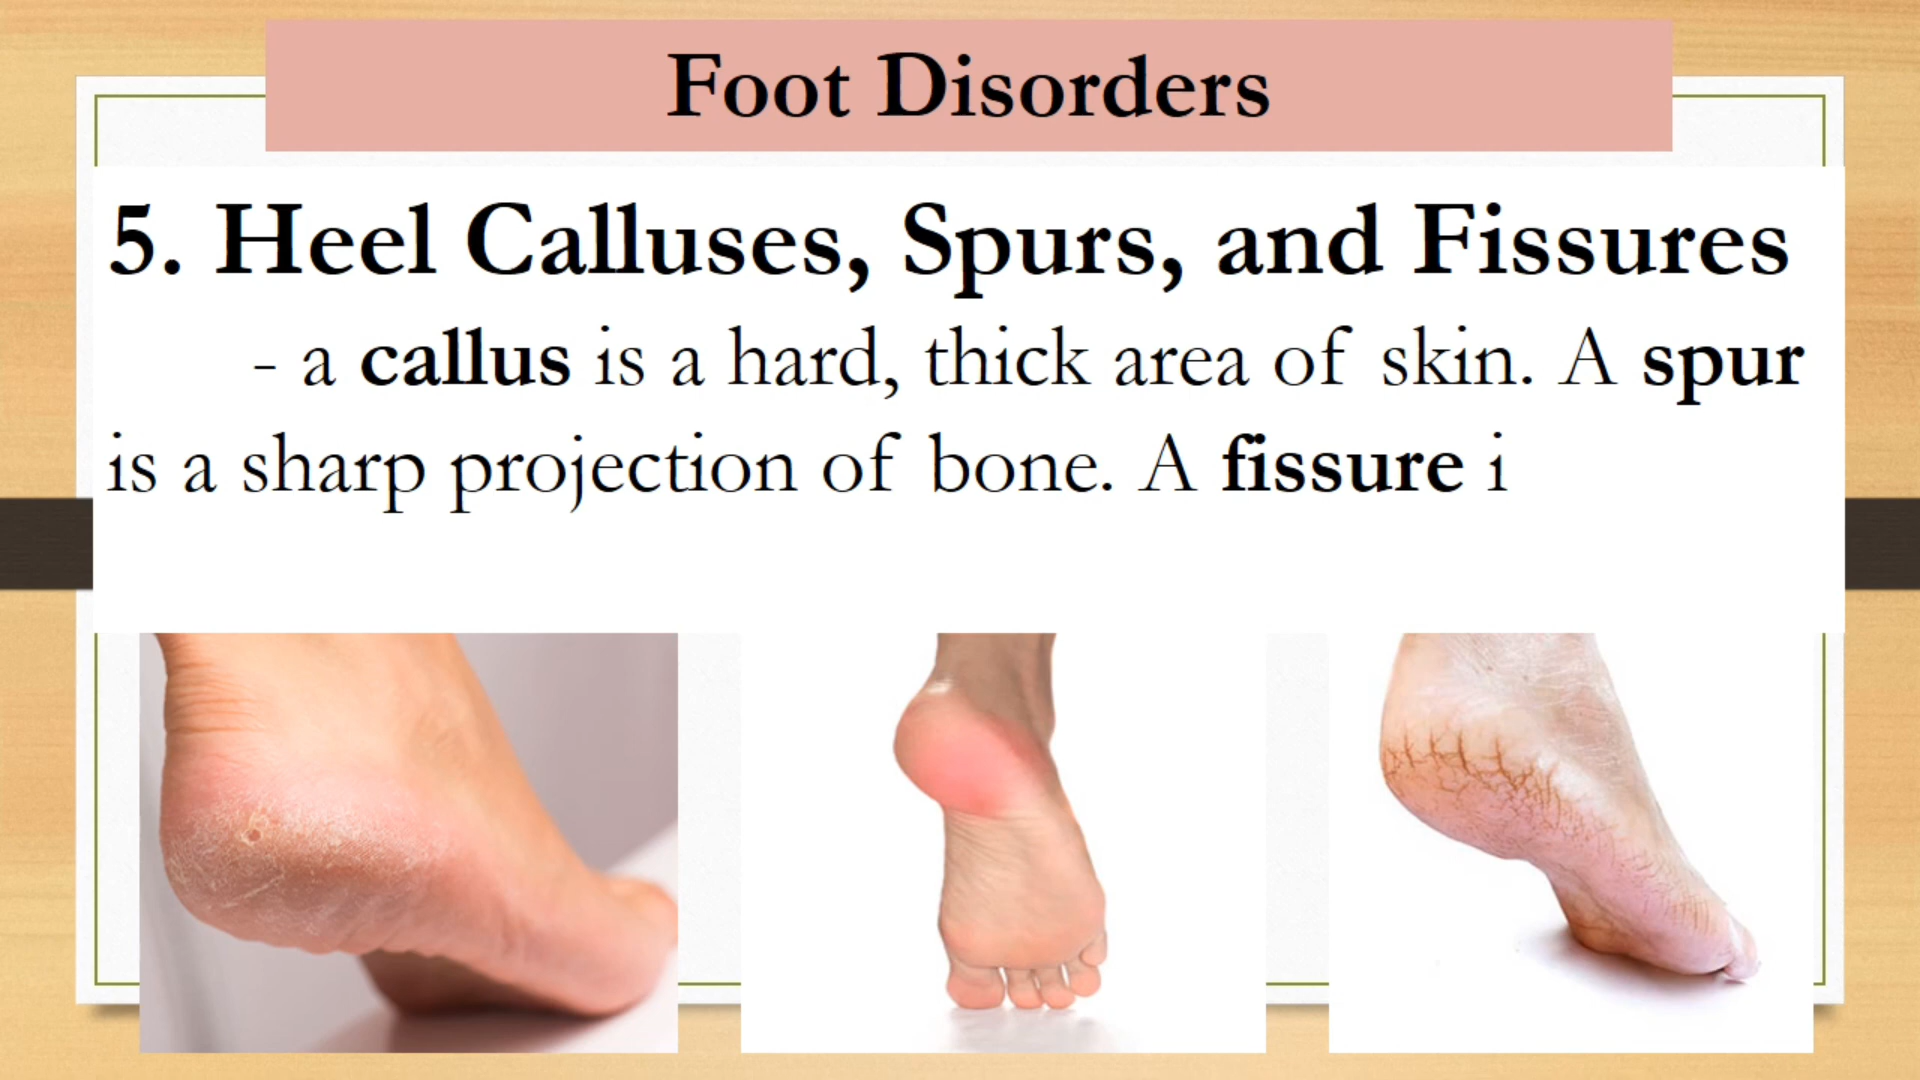 Foot Disorders
5. Heel Calluses, Spurs, and Fissures
- a callus is a hard, thick area of skin. A spur
is a sharp projection of bone. A fissure i